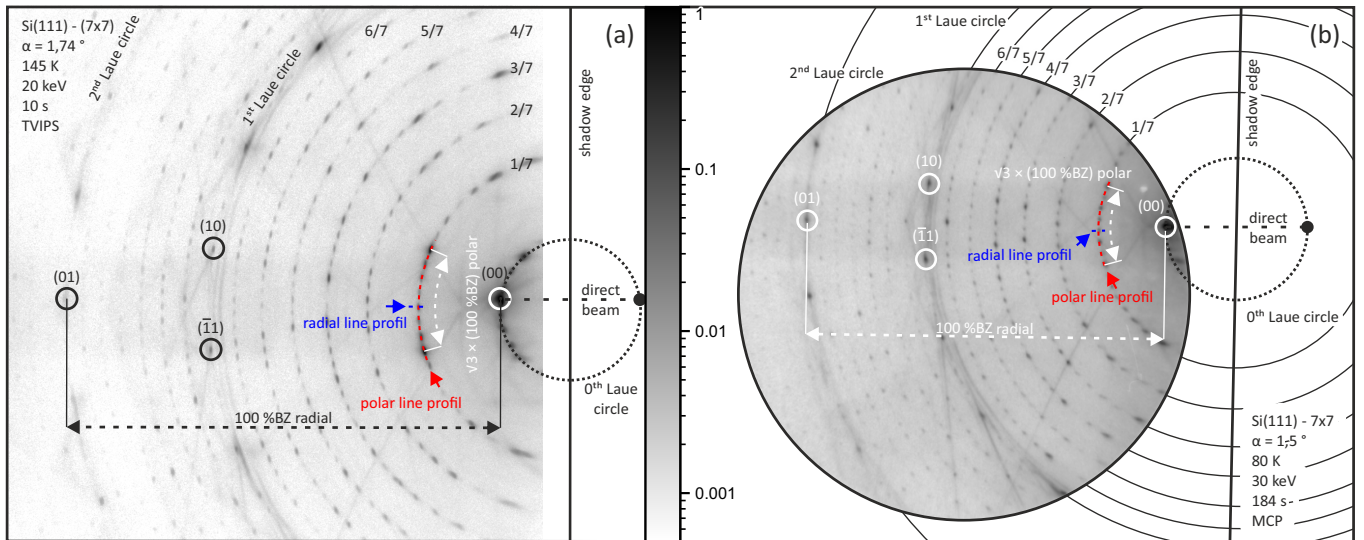 Si(111) - (7x7)
α = 1,74 °
145 K
20 keV
10 s
TVIPS
2nd Laue circle
1st Laue circle
6/7
5/7
4/7
3/7
2/7
1/7
(a)
shadow edge
(10)
(01)
(1̅1)
(00)
direct
beam
radial line profil
√3 × (100 %BZ) polar
polar line profil
0th Laue
circle
100 %BZ radial
1
0.1
0.01
0.001
1st Laue circle
2nd Laue circle
6/7
5/7
4/7
3/7
2/7
1/7
(b)
shadow edge
(10)
√3 × (100 %BZ) polar
(01)
(00)
direct
beam
(1̅1)
radial line profil
polar line profil
0th Laue circle
100 %BZ radial
Si(111) - 7x7
α = 1,5 °
80 K
30 keV
184 s
MCP